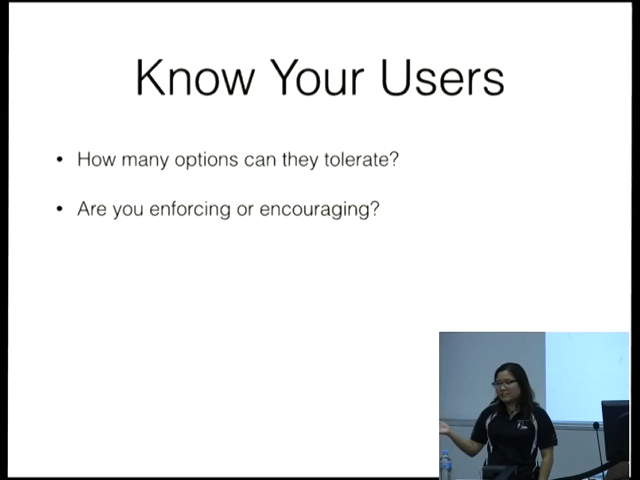 Know Your Users
• How many options can they tolerate?
• Are you enforcing or encouraging?